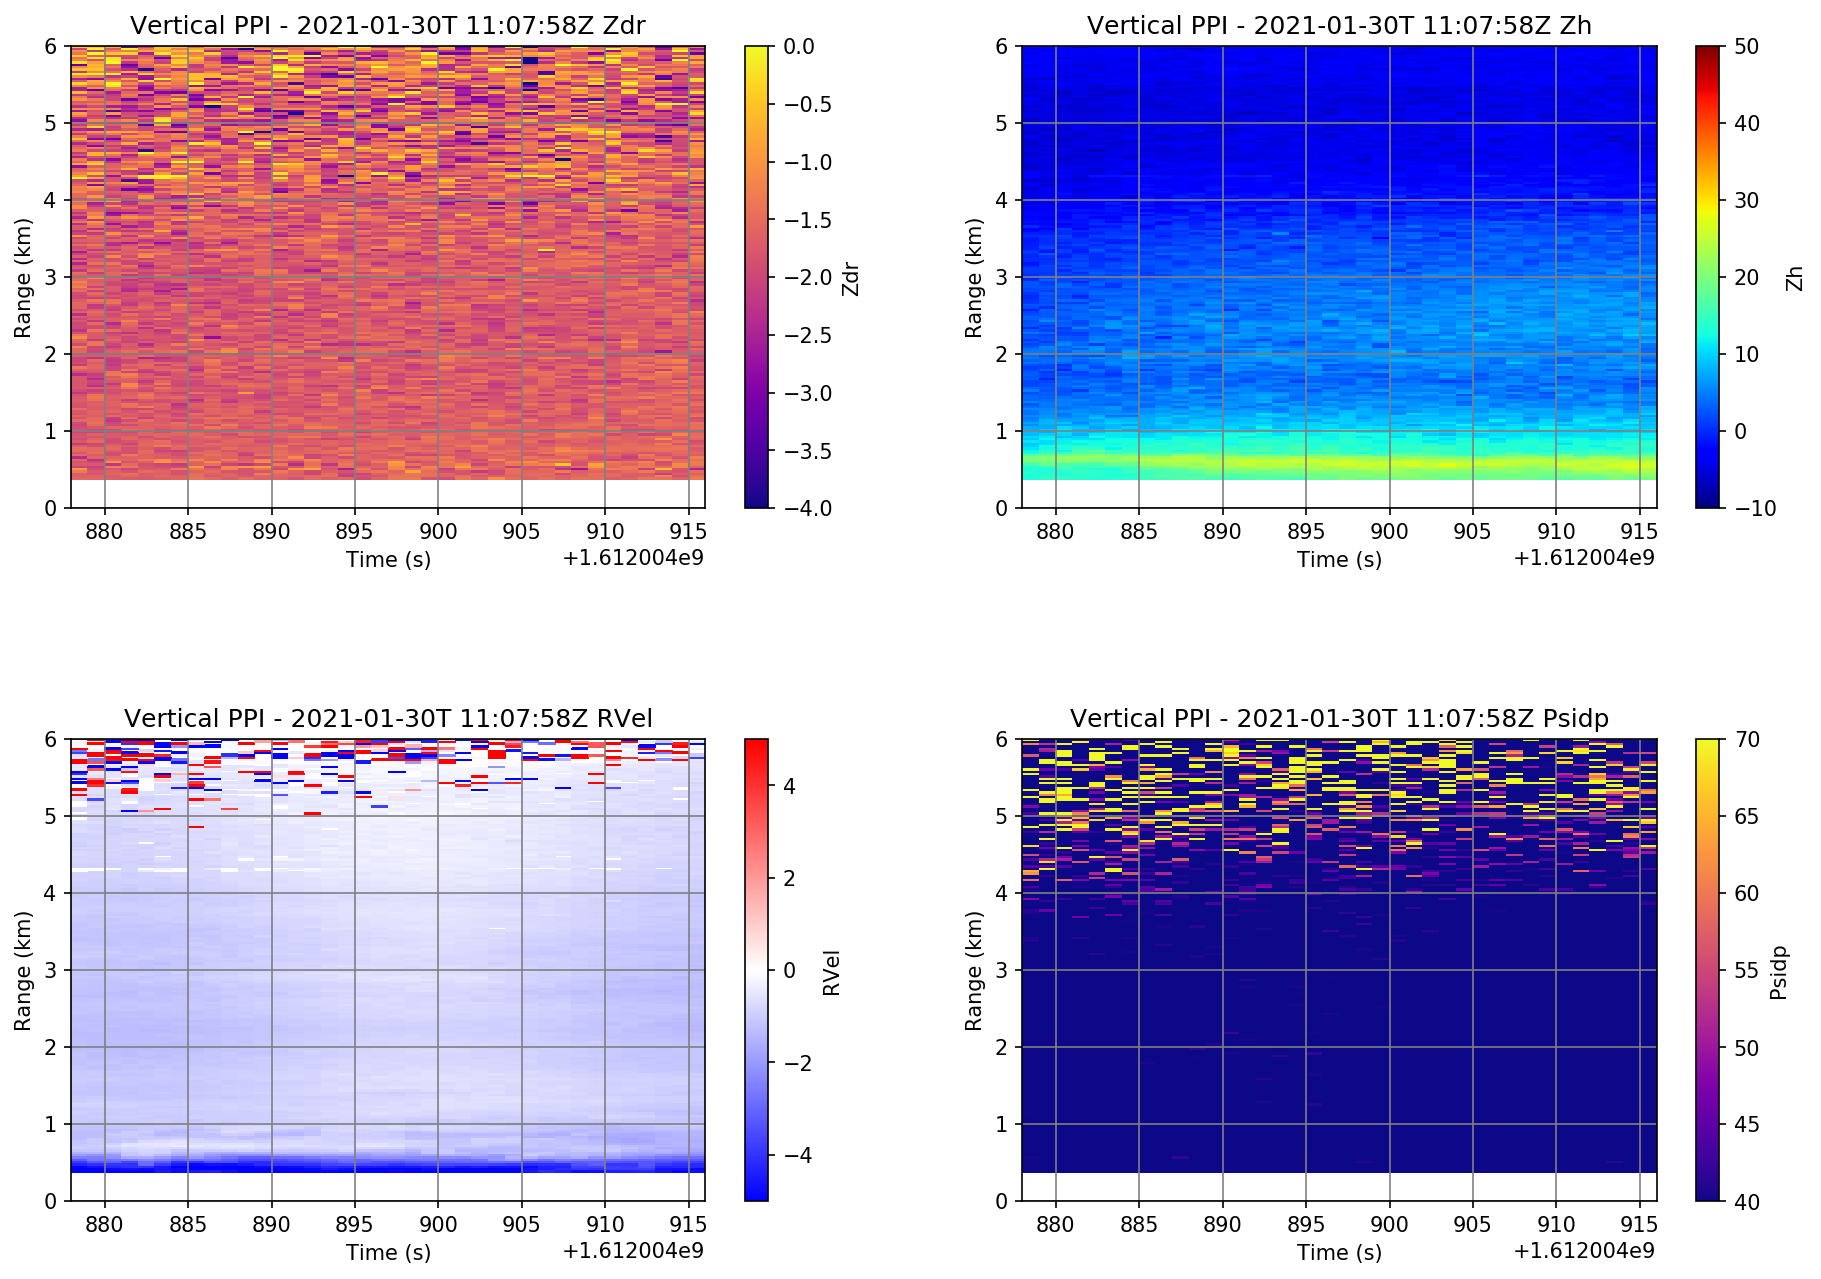 Vertical PPI - 2021-01-30T 11:07:58Z Zdr
6
5
4
3
2
1
0
Range (km)
880 885 890 895 900 905 910 915
Time (s)
+1.612004e9
0.0
−0.5
−1.0
−1.5
−2.0
−2.5
−3.0
−3.5
−4.0
Zdr
Vertical PPI - 2021-01-30T 11:07:58Z Zh
6
5
4
3
2
1
0
Range (km)
880 885 890 895 900 905 910 915
Time (s)
+1.612004e9
50
40
30
20
10
0
−10
Zh
Vertical PPI - 2021-01-30T 11:07:58Z RVel
6
5
4
3
2
1
0
Range (km)
880 885 890 895 900 905 910 915
Time (s)
+1.612004e9
4
2
0
−2
−4
RVel
Vertical PPI - 2021-01-30T 11:07:58Z Psidp
6
5
4
3
2
1
0
Range (km)
880 885 890 895 900 905 910 915
Time (s)
+1.612004e9
70
65
60
55
50
45
40
Psidp